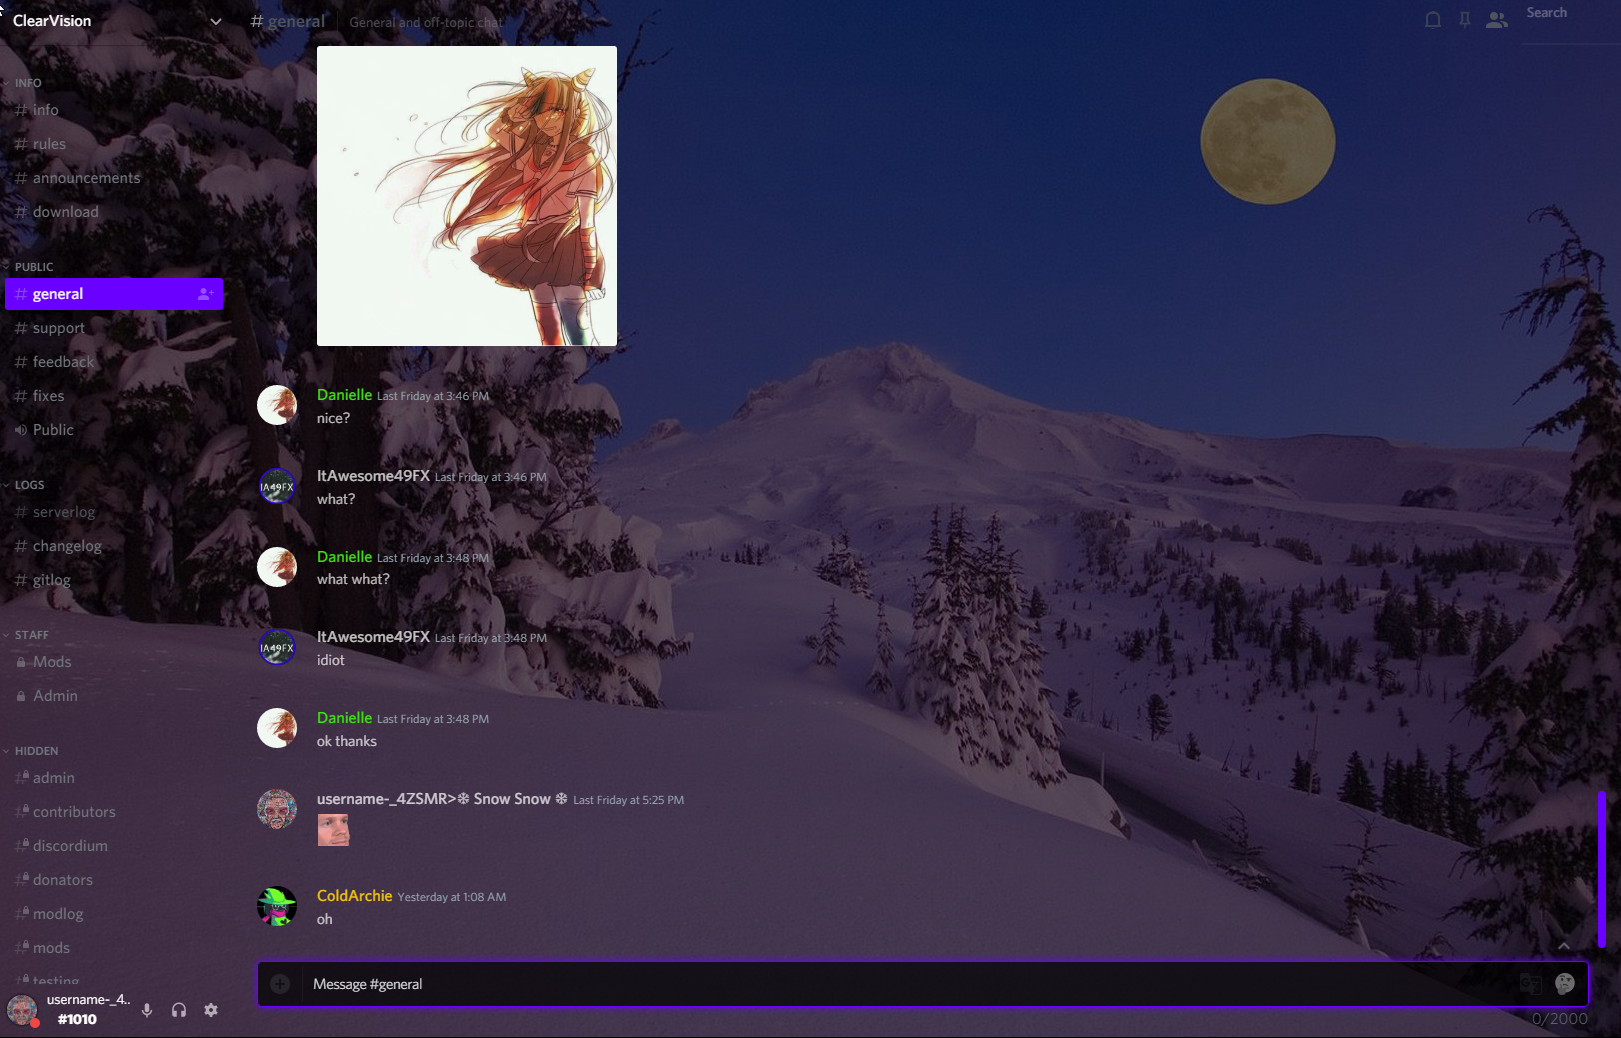 ClearVision
INFO
info
rules
announcements
download
PUBLIC
general
support
feedback
fixes
Public
LOGS
serverlog
changelog
gitlog
STAFF
Mods
Admin
HIDDEN
admin
contributors
discordium
donators
modlog
mods
testing
username-_4..
#1010
# general
General and off-topic chat
Search
Danielle Last Friday at 3:46 PM
nice?
IA49FX
ItAwesome49FX Last Friday at 3:46 PM
what?
Danielle Last Friday at 3:48 PM
what what?
IA49FX
ItAwesome49FX Last Friday at 3:48 PM
idiot
Danielle Last Friday at 3:48 PM
ok thanks
username-_4ZSMR>❄ Snow Snow ❄ Last Friday at 5:25 PM
ColdArchie Yesterday at 1:08 AM
oh
Message #general
0/2000